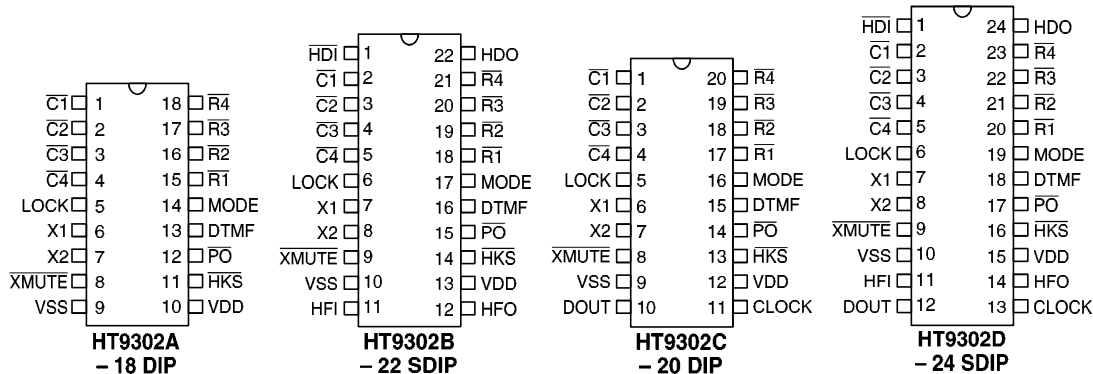 C1 1 18 R4
C2 2 17 R3
C3 3 16 R2
C4 4 15 R1
LOCK 5 14 MODE
X1 6 13 DTMF
X2 7 12 PO
XMUTE 8 11 HKS
VSS 9 10 VDD
HT9302A
– 18 DIP
HDI 1 22 HDO
C1 2 21 R4
C2 3 20 R3
C3 4 19 R2
C4 5 18 R1
LOCK 6 17 MODE
X1 7 16 DTMF
X2 8 15 PO
XMUTE 9 14 HKS
VSS 10 13 VDD
HFI 11 12 HFO
HT9302B
– 22 SDIP
C1 1 20 R4
C2 2 19 R3
C3 3 18 R2
C4 4 17 R1
LOCK 5 16 MODE
X1 6 15 DTMF
X2 7 14 PO
XMUTE 8 13 HKS
VSS 9 12 VDD
DOUT 10 11 CLOCK
HT9302C
– 20 DIP
HDI 1 24 HDO
C1 2 23 R4
C2 3 22 R3
C3 4 21 R2
C4 5 20 R1
LOCK 6 19 MODE
X1 7 18 DTMF
X2 8 17 PO
XMUTE 9 16 HKS
VSS 10 15 VDD
HFI 11 14 HFO
DOUT 12 13 CLOCK
HT9302D
– 24 SDIP